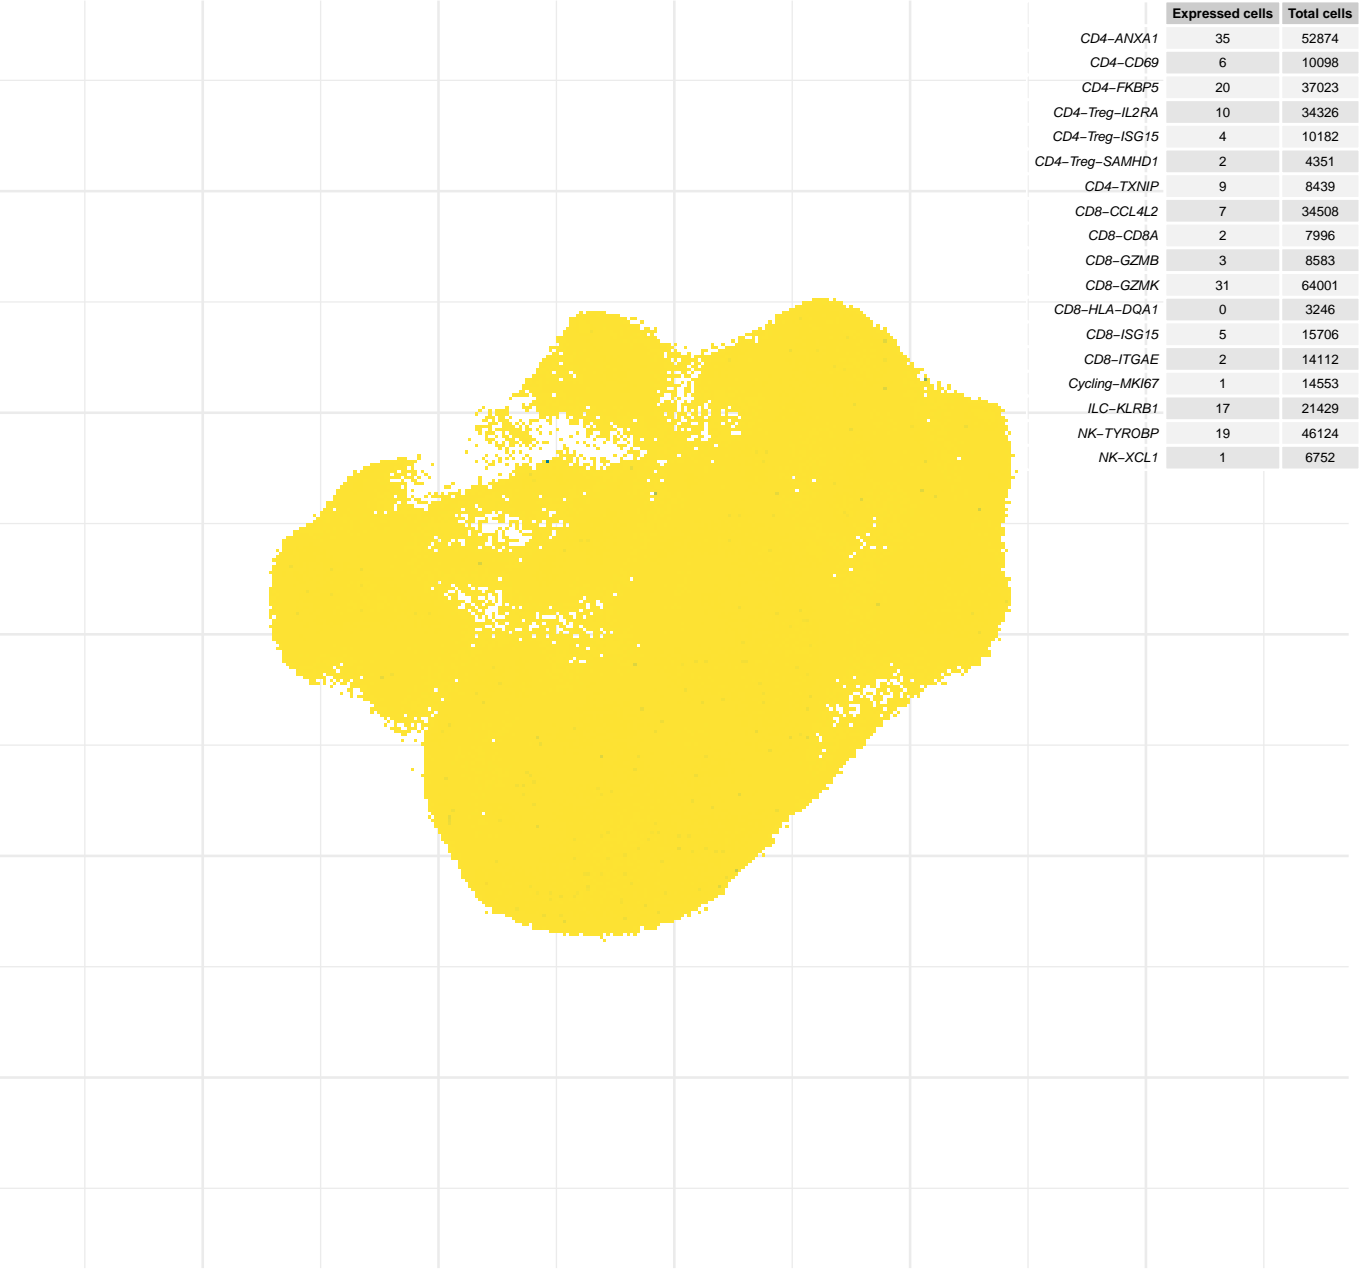 Expressed cells Total cells
CD4−ANXA1 35 52874
CD4−CD69 6 10098
CD4−FKBP5 20 37023
CD4−Treg−IL2RA 10 34326
CD4−Treg−ISG15 4 10182
CD4−Treg−SAMHD1 2 4351
CD4−TXNIP 9 8439
CD8−CCL4L2 7 34508
CD8−CD8A 2 7996
CD8−GZMB 3 8583
CD8−GZMK 31 64001
CD8−HLA−DQA1 0 3246
CD8−ISG15 5 15706
CD8−ITGAE 2 14112
Cycling−MKI67 1 14553
ILC−KLRB1 17 21429
NK−TYROBP 19 46124
NK−XCL1 1 6752